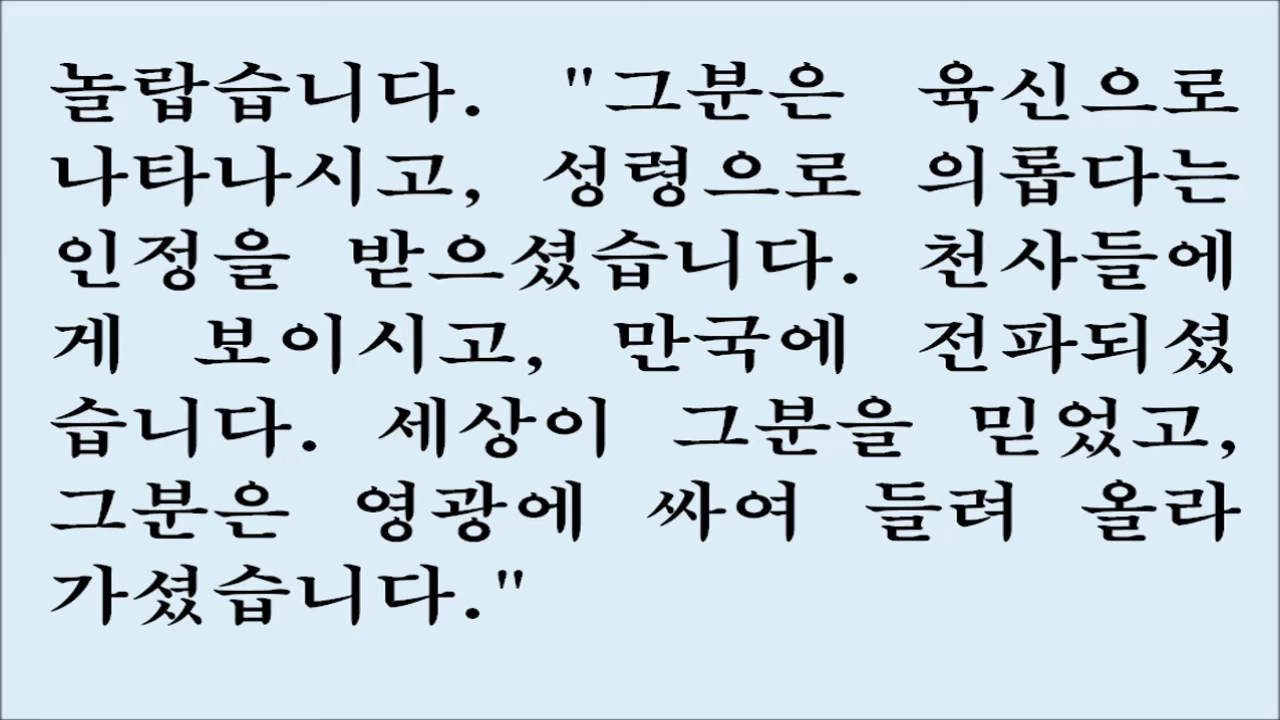 놀랍습니다. "그분은 육신으로
나타나시고, 성령으로 의롭다는
인정을 받으셨습니다. 천사들에
게 보이시고, 만국에 전파되셨
습니다. 세상이 그분을 믿었고,
그분은 영광에 싸여 들려 올라
가셨습니다."